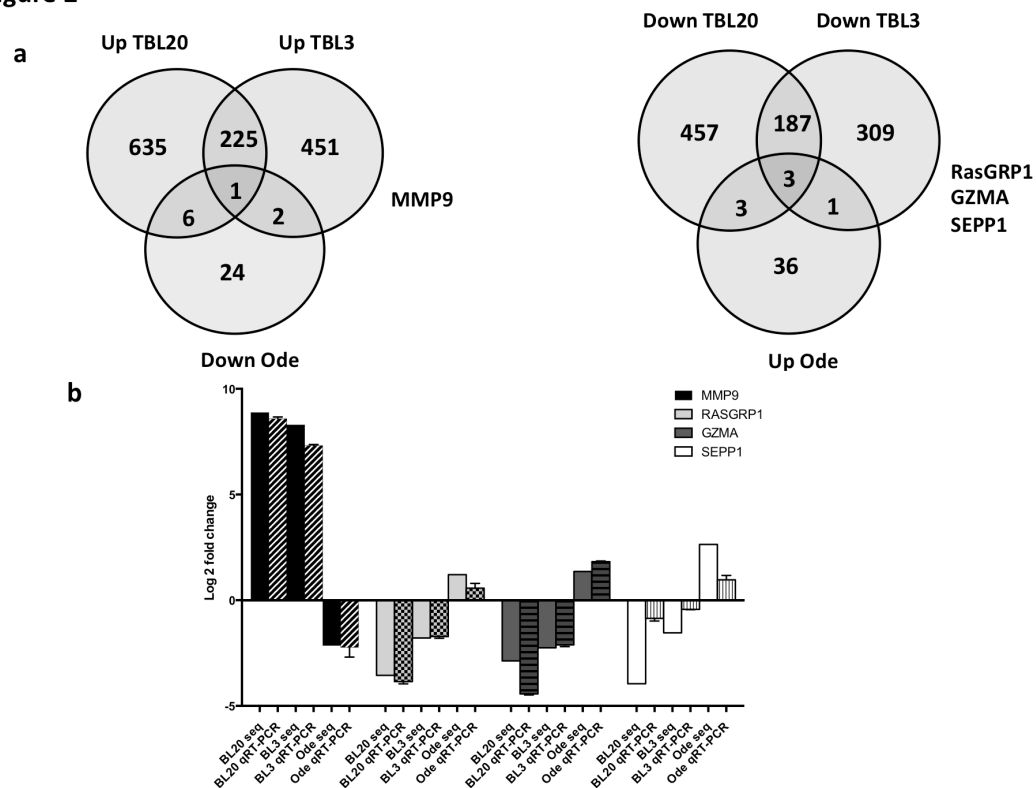 a
Up TBL20 Up TBL3
635 225 451
1
6 2
24
MMP9
Down Ode
Down TBL20 Down TBL3
457 187 309
3
3 1
36
RasGRP1
GZMA
SEPP1
Up Ode
b
Log 2 fold change
10
5
0
-5
MMP9
RASGRP1
GZMA
SEPP1
BL20 seq
BL20 qRT-PCR
BL3 seq
BL3 qRT-PCR
Ode seq
Ode qRT-PCR
BL20 seq
BL20 qRT-PCR
BL3 seq
BL3 qRT-PCR
Ode seq
Ode qRT-PCR
BL20 seq
BL20 qRT-PCR
BL3 seq
BL3 qRT-PCR
Ode seq
Ode qRT-PCR
BL20 seq
BL20 qRT-PCR
BL3 seq
BL3 qRT-PCR
Ode seq
Ode qRT-PCR